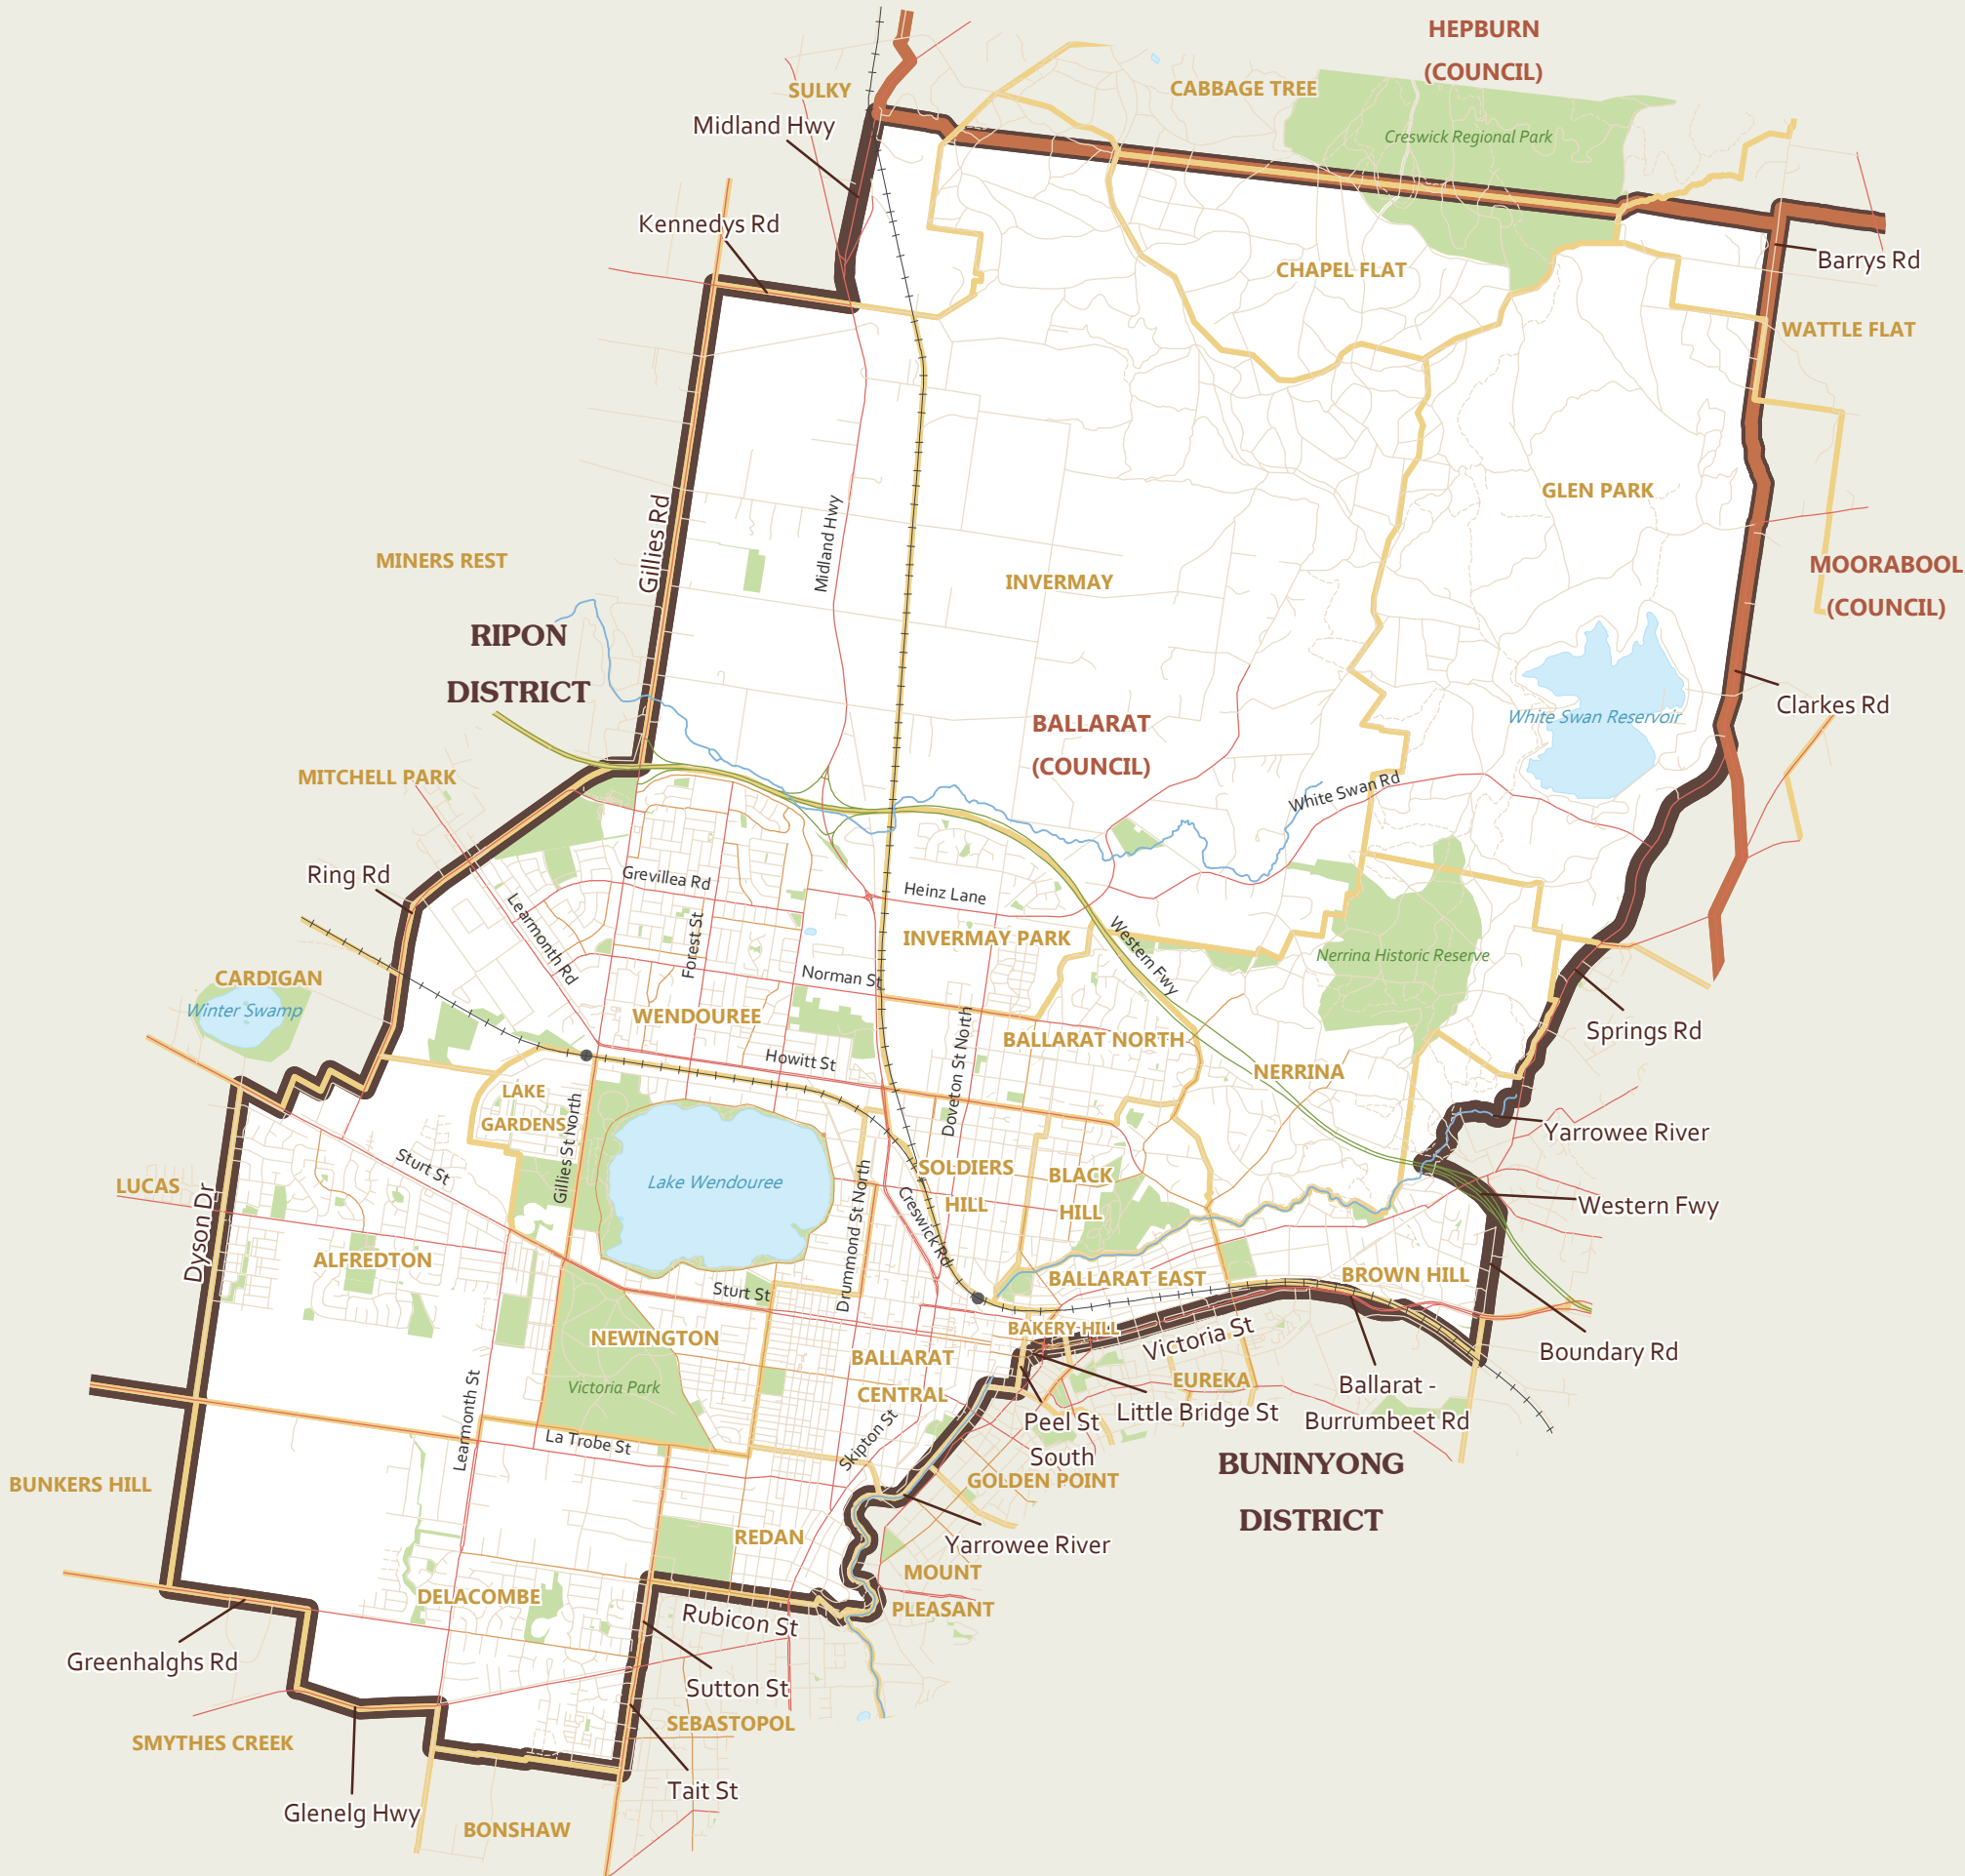 HEPBURN
(COUNCIL)
SULKY
CABBAGE TREE
Midland Hwy
Creswick Regional Park
Kennedys Rd
Barrys Rd
CHAPEL FLAT
WATTLE FLAT
GLEN PARK
Gillies Rd
Midland Hwy
MINERS REST
INVERMAY
MOORABOOL
(COUNCIL)
RIPON
DISTRICT
BALLARAT
(COUNCIL)
White Swan Reservoir
Clarkes Rd
MITCHELL PARK
White Swan Rd
Ring Rd
Grevillea Rd
Heinz Lane
Learmonth Rd
Forest St
INVERMAY PARK
Western Fwy
Nerrina Historic Reserve
CARDIGAN
Norman St
Winter Swamp
WENDOUREE
Springs Rd
BALLARAT NORTH
Howitt St
Doveton St North
NERRINA
LAKE
GARDENS
Gillies St North
Yarrowee River
Sturt St
SOLDIERS
HILL
BLACK
HILL
LUCAS
Lake Wendouree
Drummond St North
Creswick Rd
Western Fwy
Dyson Dr
ALFREDTON
Sturt St
BALLARAT EAST
BROWN HILL
NEWINGTON
BAKERY HILL
Victoria St
BALLARAT
CENTRAL
Boundary Rd
Victoria Park
EUREKA
Ballarat -
Burrumbeet Rd
Learmonth St
Little Bridge St
Peel St
South
La Trobe St
Skipton St
BUNINYONG
DISTRICT
BUNKERS HILL
GOLDEN POINT
REDAN
Yarrowee River
MOUNT
PLEASANT
DELACOMBE
Rubicon St
Greenhalghs Rd
Sutton St
SEBASTOPOL
SMYTHES CREEK
Tait St
Glenelg Hwy
BONSHAW